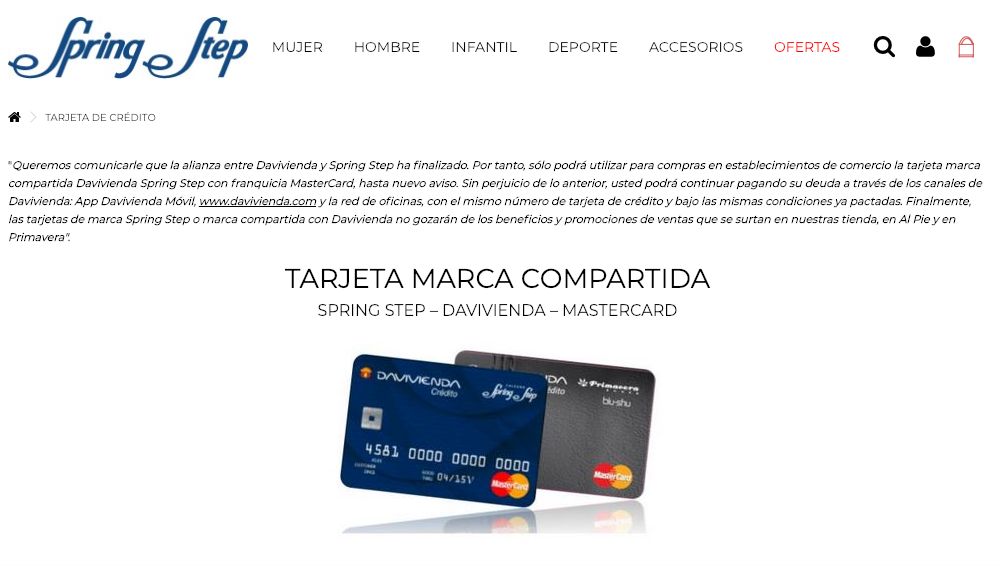 Spring Step
MUJER HOMBRE INFANTIL DEPORTE ACCESORIOS OFERTAS
TARJETA DE CRÉDITO
"Queremos comunicarle que la alianza entre Davivienda y Spring Step ha finalizado. Por tanto, sólo podrá utilizar para compras en establecimientos de comercio la tarjeta marca
compartida Davivienda Spring Step con franquicia MasterCard, hasta nuevo aviso. Sin perjuicio de lo anterior, usted podrá continuar pagando su deuda a través de los canales de
Davivienda: App Davivienda Móvil, www.davivienda.com y la red de oficinas, con el mismo número de tarjeta de crédito y bajo las mismas condiciones ya pactadas. Finalmente,
las tarjetas de marca Spring Step o marca compartida con Davivienda no gozarán de los beneficios y promociones de ventas que se surtan en nuestras tienda, en Al Pie y en
Primavera".
TARJETA MARCA COMPARTIDA
SPRING STEP – DAVIVIENDA – MASTERCARD
DAVIVIENDA
Crédito
Spring Step
4581 0000 0000 0000
GOOD
THRU 04/15
MasterCard
NDA
édito
Primavera
blu-shu
MasterCard